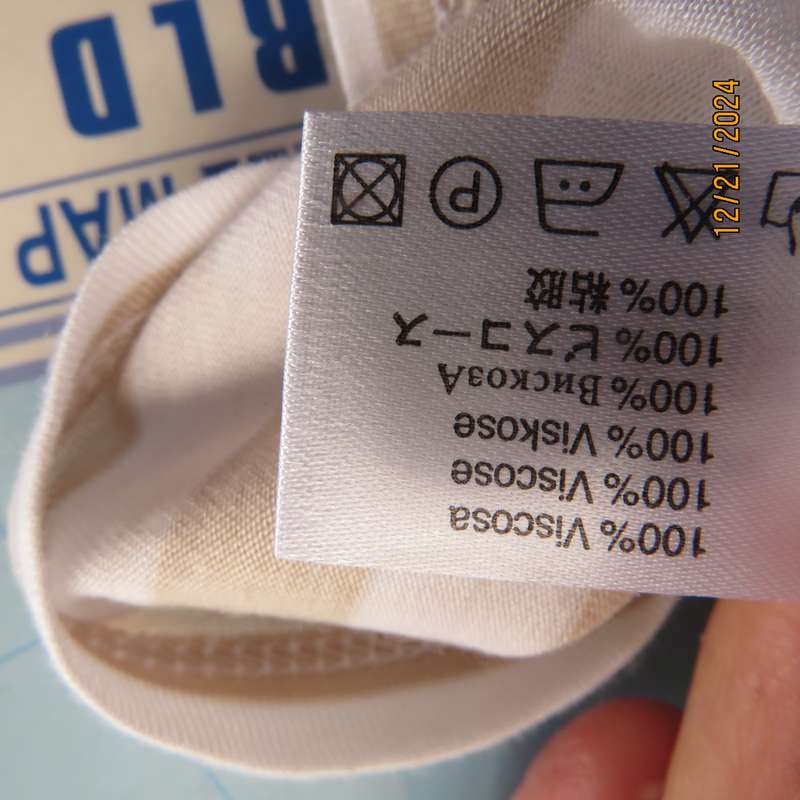 100% Viscosa
100% Viscose
100% Viskose
100% ВискозА
100% ビスコース
100% 粘胶
P
MAP
RLD
12/21/2024